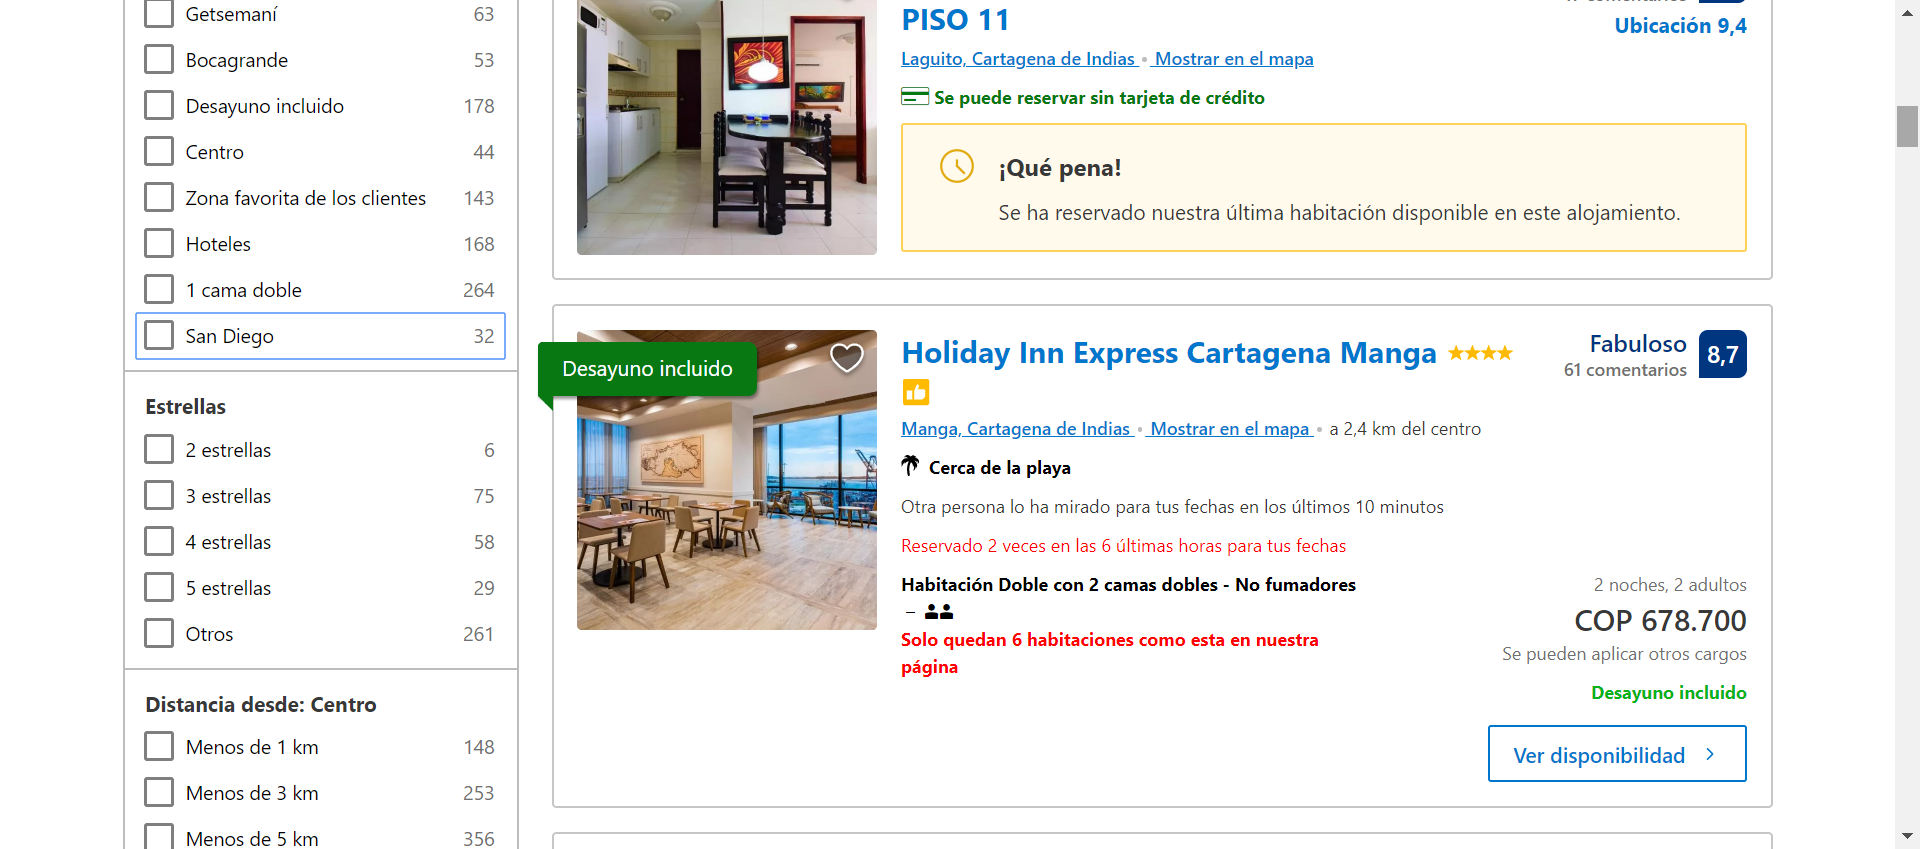 Getsemaní 63
Bocagrande 53
Desayuno incluido 178
Centro 44
Zona favorita de los clientes 143
Hoteles 168
1 cama doble 264
San Diego 32
Estrellas
2 estrellas 6
3 estrellas 75
4 estrellas 58
5 estrellas 29
Otros 261
Distancia desde: Centro
Menos de 1 km 148
Menos de 3 km 253
Menos de 5 km 356
PISO 11
Ubicación 9,4
Laguito, Cartagena de Indias • Mostrar en el mapa
Se puede reservar sin tarjeta de crédito
¡Qué pena!
Se ha reservado nuestra última habitación disponible en este alojamiento.
Desayuno incluido
Holiday Inn Express Cartagena Manga
Fabuloso 8,7
61 comentarios
Manga, Cartagena de Indias • Mostrar en el mapa • a 2,4 km del centro
Cerca de la playa
Otra persona lo ha mirado para tus fechas en los últimos 10 minutos
Reservado 2 veces en las 6 últimas horas para tus fechas
Habitación Doble con 2 camas dobles - No fumadores
–
Solo quedan 6 habitaciones como esta en nuestra
página
2 noches, 2 adultos
COP 678.700
Se pueden aplicar otros cargos
Desayuno incluido
Ver disponibilidad